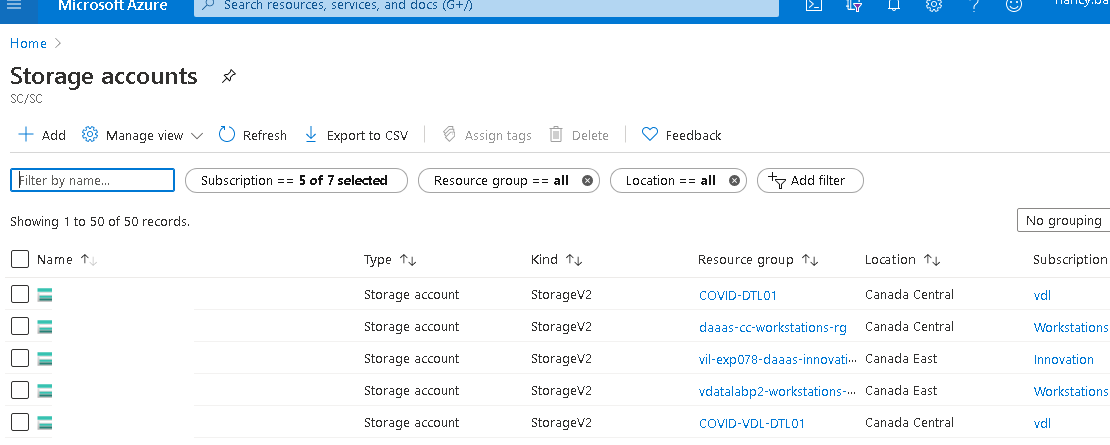 Microsoft Azure Search resources, services, and docs (G+/)
Home
Storage accounts
SC/SC
Add Manage view Refresh Export to CSV Assign tags Delete Feedback
Filter by name... Subscription == 5 of 7 selected Resource group == all Location == all Add filter
Showing 1 to 50 of 50 records.
No grouping
Name Type Kind Resource group Location Subscription
Storage account StorageV2 COVID-DTL01 Canada Central vdl
Storage account StorageV2 daaas-cc-workstations-rg Canada Central Workstations
Storage account StorageV2 vil-exp078-daaas-innovati... Canada East Innovation
Storage account StorageV2 vdatalabp2-workstations-... Canada East Workstations
Storage account StorageV2 COVID-VDL-DTL01 Canada Central vdl